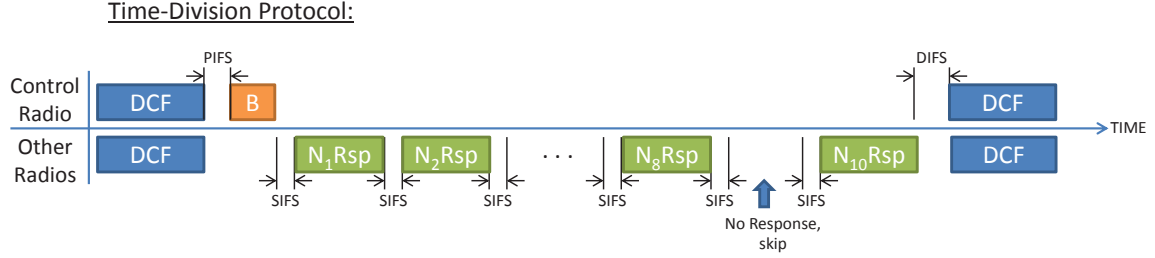 Time-Division Protocol:
PIFS
DIFS
Control
Radio
DCF
B
DCF
TIME
Other
Radios
DCF
N₁Rsp
N₂Rsp
. . .
N₈Rsp
N₁₀Rsp
DCF
SIFS
SIFS
SIFS
SIFS
SIFS
SIFS
No Response,
skip